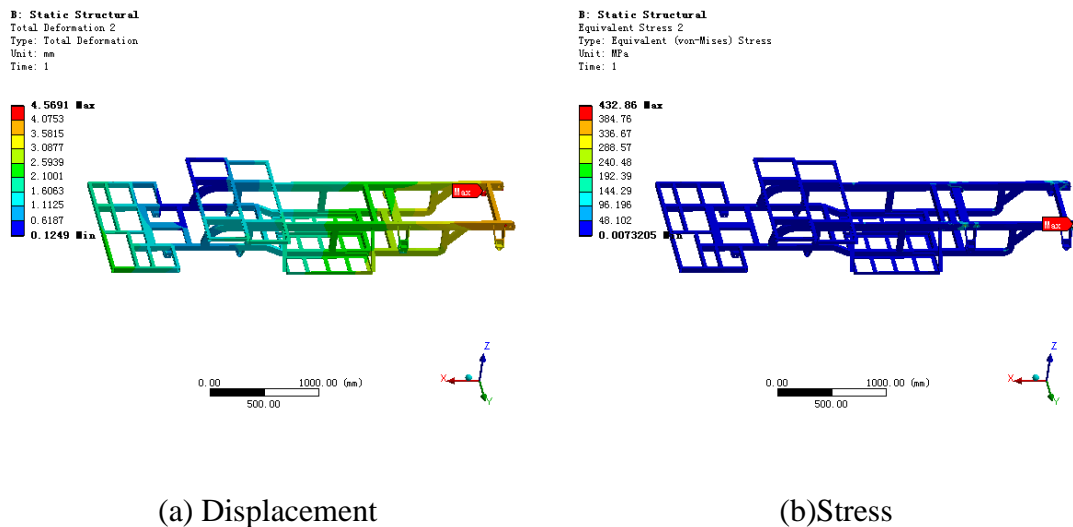 B: Static Structural
Total Deformation 2
Type: Total Deformation
Unit: mm
Time: 1
4.5691 Max
4.0753
3.5815
3.0877
2.5939
2.1001
1.6063
1.1125
0.6187
0.1249 Min
Max
0.00
1000.00 (mm)
500.00
X
Y
Z
(a) Displacement
B: Static Structural
Equivalent Stress 2
Type: Equivalent (von-Mises) Stress
Unit: MPa
Time: 1
432.86 Max
384.76
336.67
288.57
240.48
192.39
144.29
96.196
48.102
0.0073205
Max
0.00
1000.00 (mm)
500.00
X
Y
Z
(b)Stress